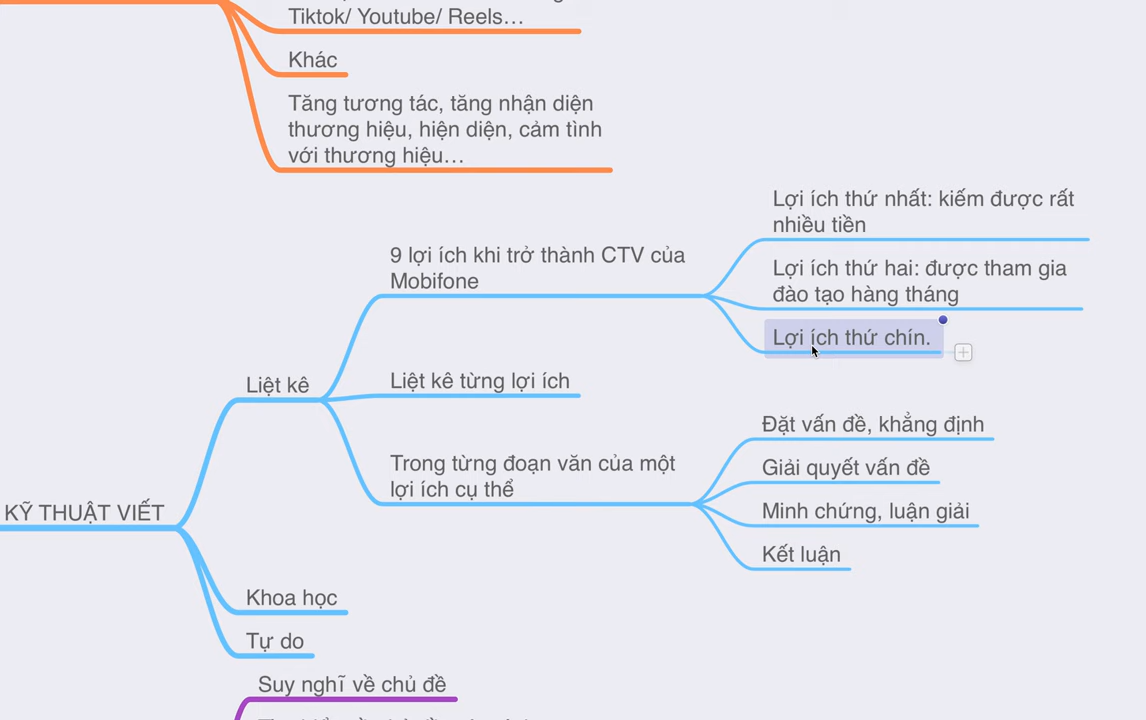 Tiktok/ Youtube/ Reels…
Khác
Tăng tương tác, tăng nhận diện
thương hiệu, hiện diện, cảm tình
với thương hiệu…
Lợi ích thứ nhất: kiếm được rất
nhiều tiền
9 lợi ích khi trở thành CTV của
Mobifone
Lợi ích thứ hai: được tham gia
đào tạo hàng tháng
Lợi ích thứ chín.
Liệt kê
Liệt kê từng lợi ích
Trong từng đoạn văn của một
lợi ích cụ thể
Đặt vấn đề, khẳng định
Giải quyết vấn đề
Minh chứng, luận giải
Kết luận
KỸ THUẬT VIẾT
Khoa học
Tự do
Suy nghĩ về chủ đề